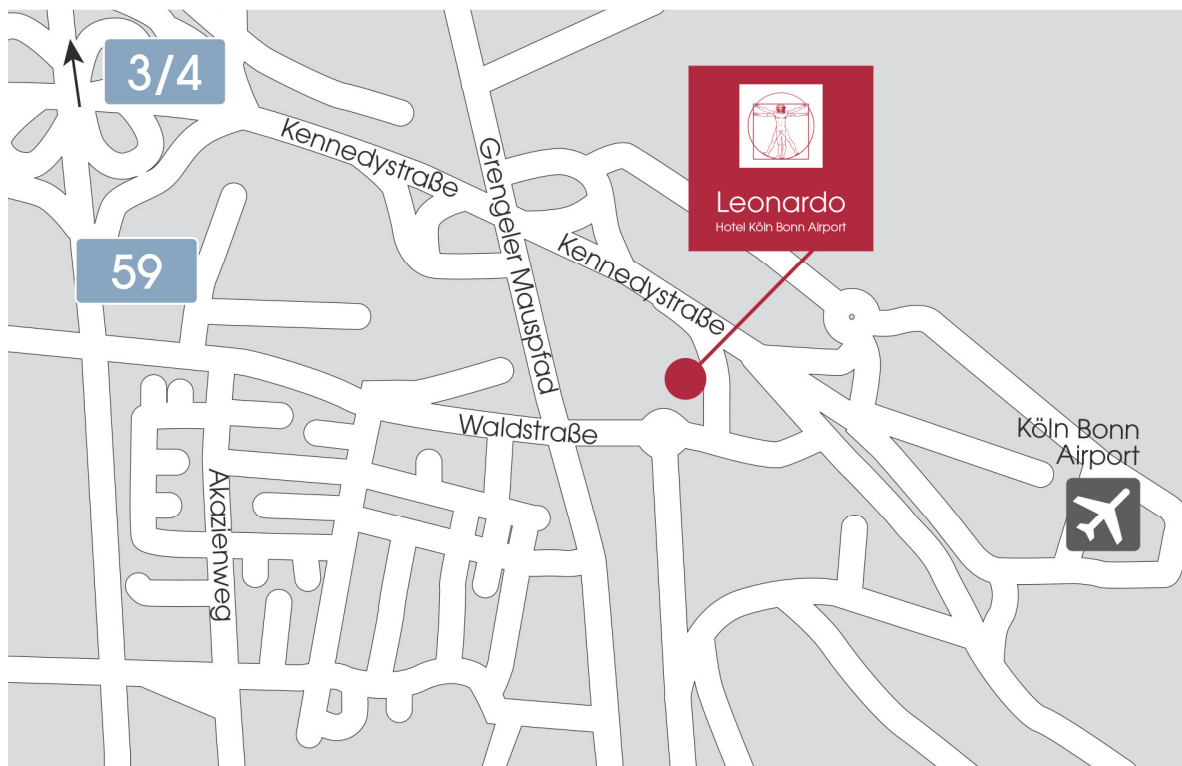 3/4
Kennedystraße
Grengeler Mauspfad
Leonardo
Hotel Köln Bonn Airport
59
Kennedystraße
Waldstraße
Köln Bonn
Airport
Akazienweg